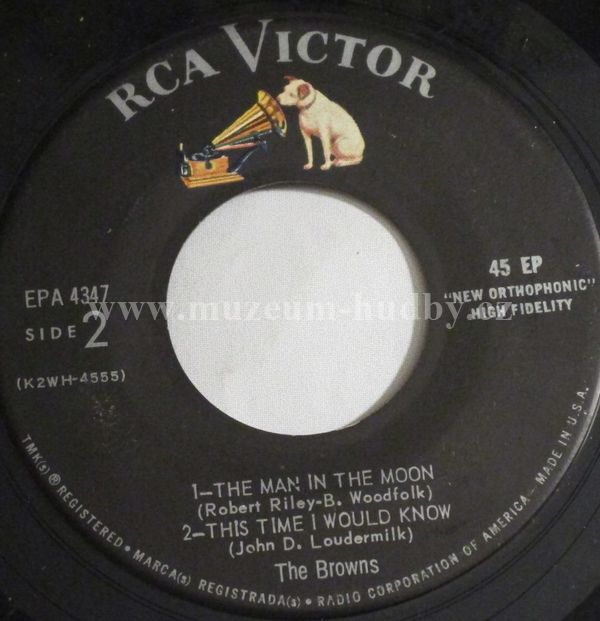 RCA VICTOR
45 EP
"NEW ORTHOPHONIC"
HIGH FIDELITY
EPA 4347
SIDE 2
(K2WH-4555)
www.muzeum-hudby.cz
1–THE MAN IN THE MOON
(Robert Riley-B. Woodfolk)
2–THIS TIME I WOULD KNOW
(John D. Loudermilk)
The Browns
TMK(s) ® REGISTERED • MARCA(s) REGISTRADA(s) • RADIO CORPORATION OF AMERICA — MADE IN U.S.A.